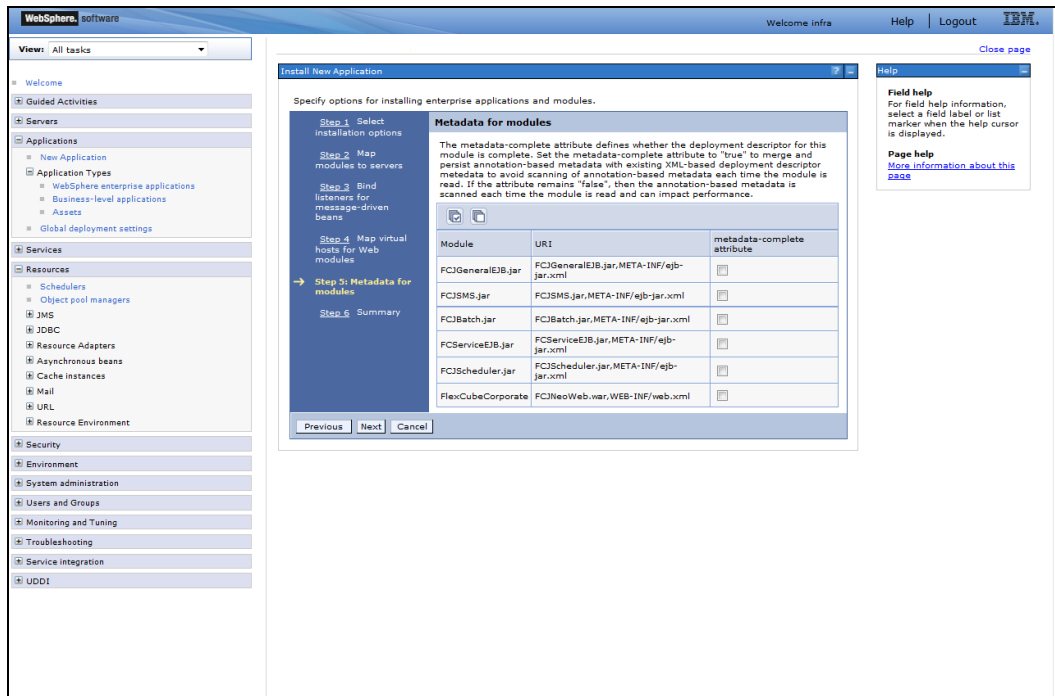 WebSphere. software
Welcome infra
Help
Logout
IBM.
View: All tasks
Welcome
Guided Activities
Servers
Applications
New Application
Application Types
WebSphere enterprise applications
Business-level applications
Assets
Global deployment settings
Services
Resources
Schedulers
Object pool managers
JMS
JDBC
Resource Adapters
Asynchronous beans
Cache instances
Mail
URL
Resource Environment
Security
Environment
System administration
Users and Groups
Monitoring and Tuning
Troubleshooting
Service integration
UDDI
Close page
Install New Application
?
Specify options for installing enterprise applications and modules.
Step 1 Select
installation options
Step 2 Map
modules to servers
Step 3 Bind
listeners for
message-driven
beans
Step 4 Map virtual
hosts for Web
modules
Step 5: Metadata for
modules
Step 6 Summary
Metadata for modules
The metadata-complete attribute defines whether the deployment descriptor for this
module is complete. Set the metadata-complete attribute to "true" to merge and
persist annotation-based metadata with existing XML-based deployment descriptor
metedata to avoid scanning of annotation-based metadata each time the module is
read. If the attribute remains "false", then the annotation-based metadata is
scanned each time the module is read and can impact performance.
Module
URI
metadata-complete
attribute
FCJGeneralEJB.jar
FCJGeneralEJB.jar,META-INF/ejb-
jar.xml
FCJSMS.jar
FCJSMS.jar,META-INF/ejb-jar.xml
FCJBatch.jar
FCJBatch.jar,META-INF/ejb-jar.xml
FCServiceEJB.jar
FCServiceEJB.jar,META-INF/ejb-
jar.xml
FCJScheduler.jar
FCJScheduler.jar,META-INF/ejb-
jar.xml
FlexCubeCorporate
FCJNeoWeb.war,WEB-INF/web.xml
Previous
Next
Cancel
Help
Field help
For field help information,
select a field label or list
marker when the help cursor
is displayed.
Page help
More information about this
page